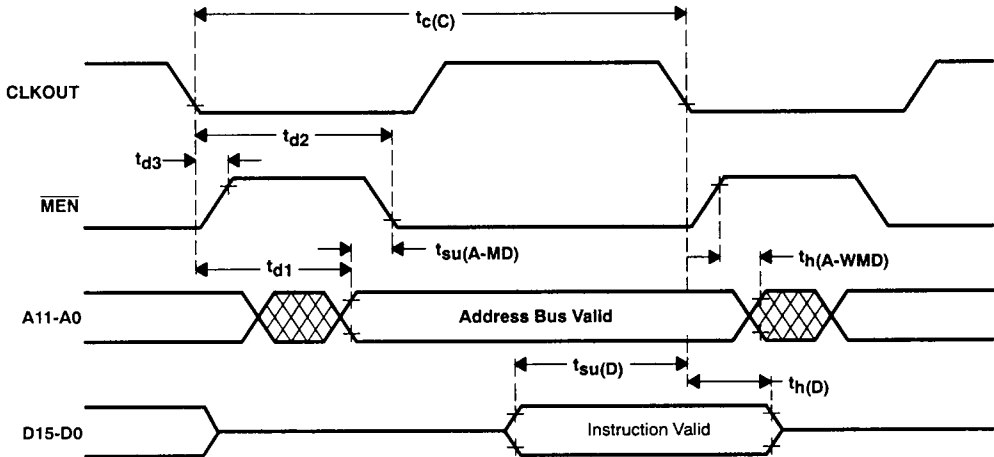 tc(C)
CLKOUT
td2
td3
MEN
tsu(A-MD)
th(A-WMD)
td1
A11-A0
Address Bus Valid
tsu(D)
th(D)
D15-D0
Instruction Valid